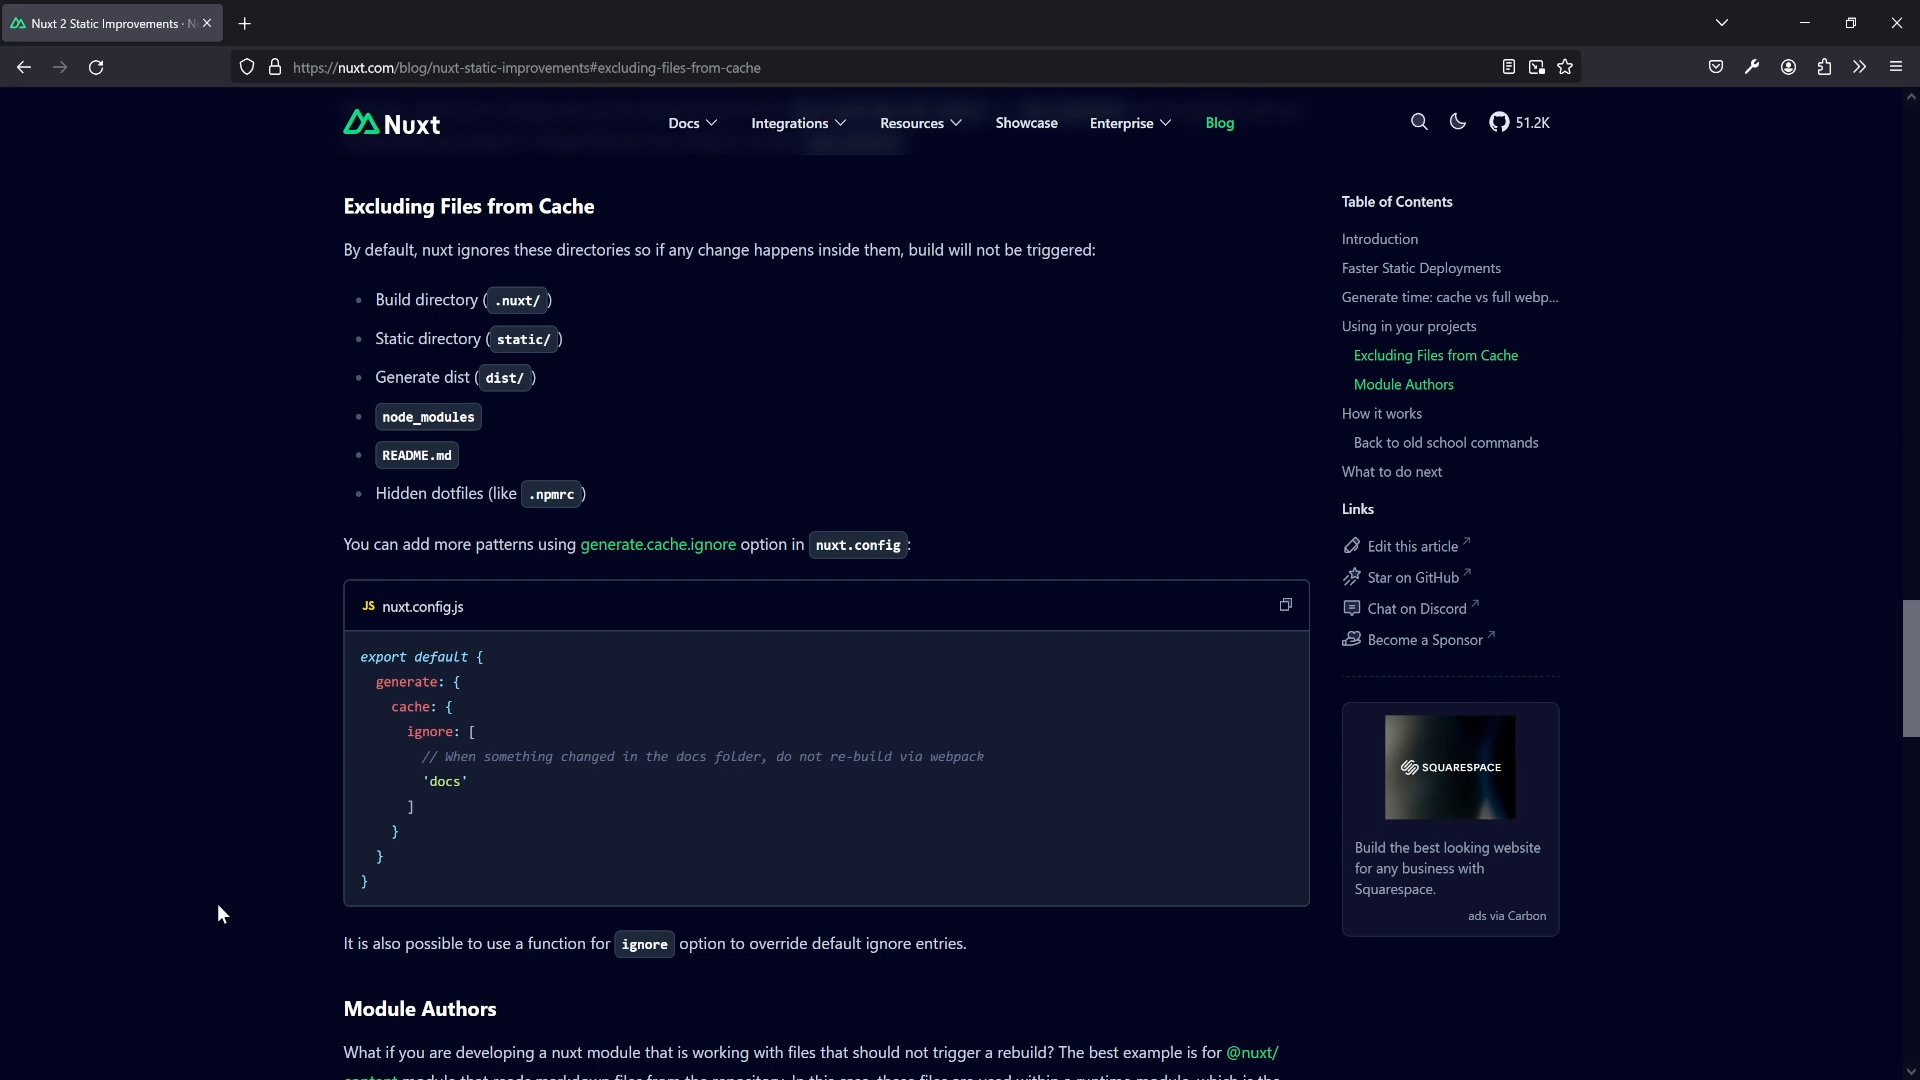 Nuxt 2 Static Improvements · N
https://nuxt.com/blog/nuxt-static-improvements#excluding-files-from-cache
Nuxt
Docs Integrations Resources Showcase Enterprise Blog
51.2K
Excluding Files from Cache
By default, nuxt ignores these directories so if any change happens inside them, build will not be triggered:
Build directory ( .nuxt/ )
Static directory ( static/ )
Generate dist ( dist/ )
node_modules
README.md
Hidden dotfiles (like .npmrc )
You can add more patterns using generate.cache.ignore option in nuxt.config :
JS nuxt.config.js
export default {
generate: {
cache: {
ignore: [
// When something changed in the docs folder, do not re-build via webpack
'docs'
]
}
}
}
It is also possible to use a function for ignore option to override default ignore entries.
Module Authors
What if you are developing a nuxt module that is working with files that should not trigger a rebuild? The best example is for @nuxt/
Table of Contents
Introduction
Faster Static Deployments
Generate time: cache vs full webp...
Using in your projects
Excluding Files from Cache
Module Authors
How it works
Back to old school commands
What to do next
Links
Edit this article
Star on GitHub
Chat on Discord
Become a Sponsor
SQUARESPACE
Build the best looking website
for any business with
Squarespace.
ads via Carbon